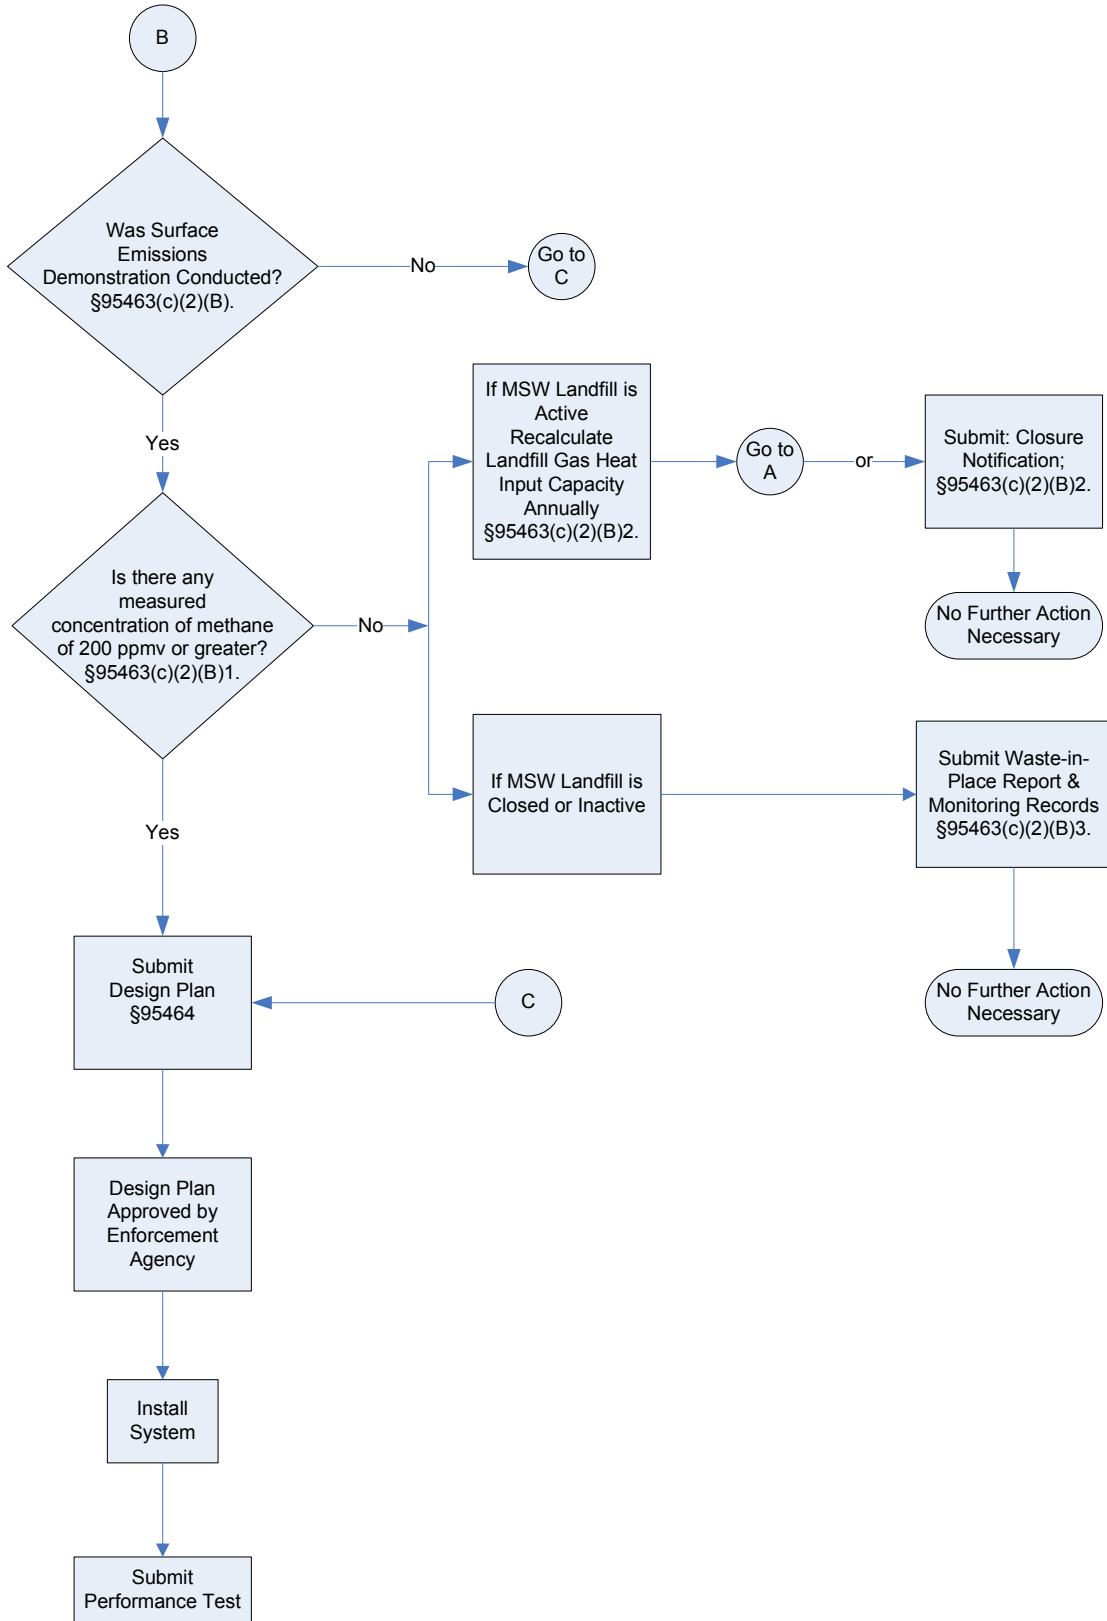 B
Was Surface
Emissions
Demonstration Conducted?
§95463(c)(2)(B).
No
Go to
C
Yes
If MSW Landfill is
Active
Recalculate
Landfill Gas Heat
Input Capacity
Annually
§95463(c)(2)(B)2.
Go to
A
or
Submit: Closure
Notification;
§95463(c)(2)(B)2.
No Further Action
Necessary
Is there any
measured
concentration of methane
of 200 ppmv or greater?
§95463(c)(2)(B)1.
No
If MSW Landfill is
Closed or Inactive
Submit Waste-in-
Place Report &
Monitoring Records
§95463(c)(2)(B)3.
No Further Action
Necessary
Yes
Submit
Design Plan
§95464
C
Design Plan
Approved by
Enforcement
Agency
Install
System
Submit
Performance Test